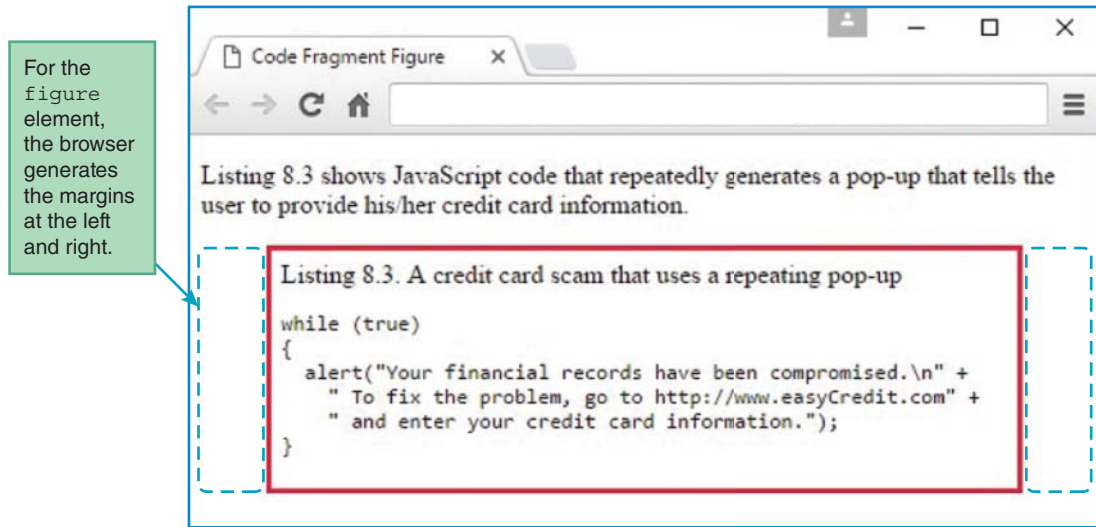 For the
figure
element,
the browser
generates
the margins
at the left
and right.
Code Fragment Figure
Listing 8.3 shows JavaScript code that repeatedly generates a pop-up that tells the
user to provide his/her credit card information.
Listing 8.3. A credit card scam that uses a repeating pop-up
while (true)
{
  alert("Your financial records have been compromised.\n" +
    " To fix the problem, go to http://www.easyCredit.com" +
    " and enter your credit card information.");
}